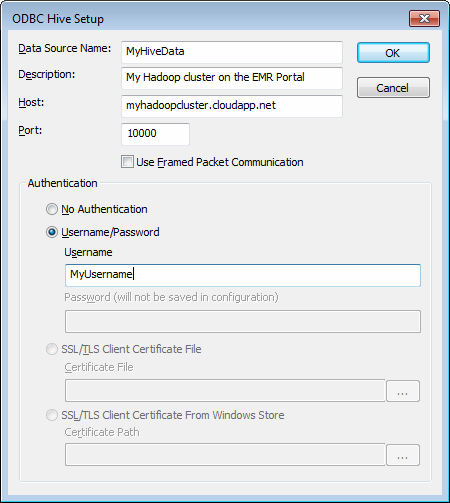 ODBC Hive Setup
Data Source Name: MyHiveData OK
Description: My Hadoop cluster on the EMR Portal Cancel
Host: myhadoopcluster.cloudapp.net
Port: 10000
Use Framed Packet Communication
Authentication
No Authentication
Username/Password
Username
MyUsername
Password (will not be saved in configuration)
SSL/TLS Client Certificate File
Certificate File
...
SSL/TLS Client Certificate From Windows Store
Certificate Path
...